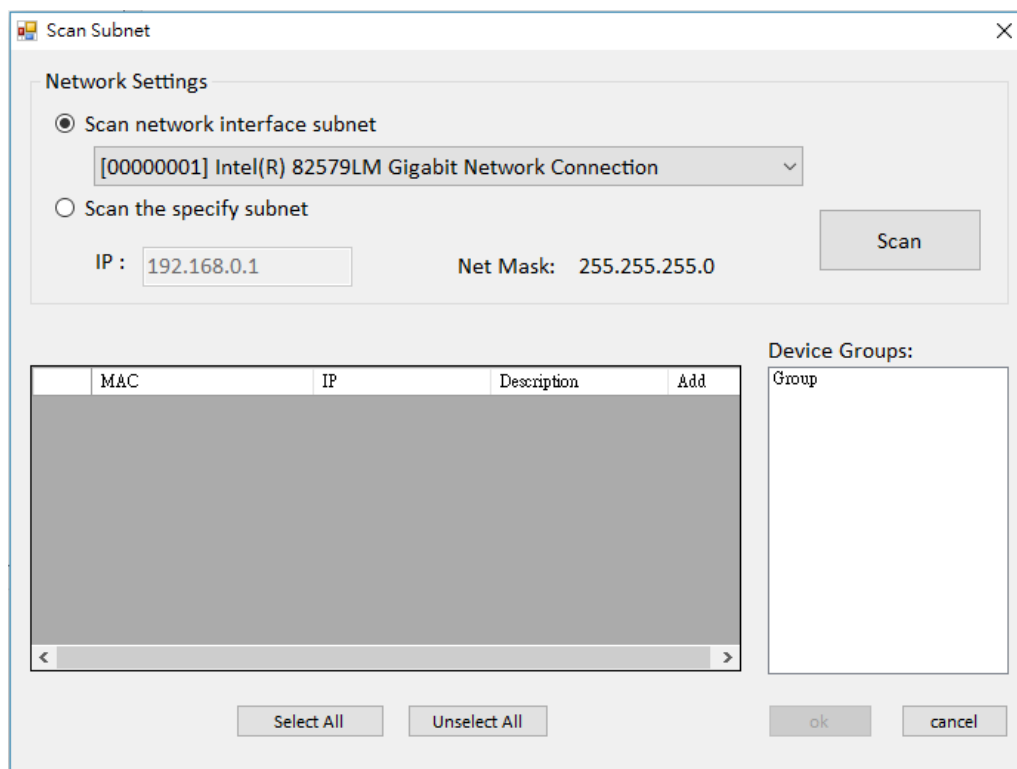 Scan Subnet
Network Settings
Scan network interface subnet
[00000001] Intel(R) 82579LM Gigabit Network Connection
Scan the specify subnet
IP : 192.168.0.1 Net Mask: 255.255.255.0
Scan
Device Groups:
MAC IP Description Add
Group
Select All Unselect All ok cancel